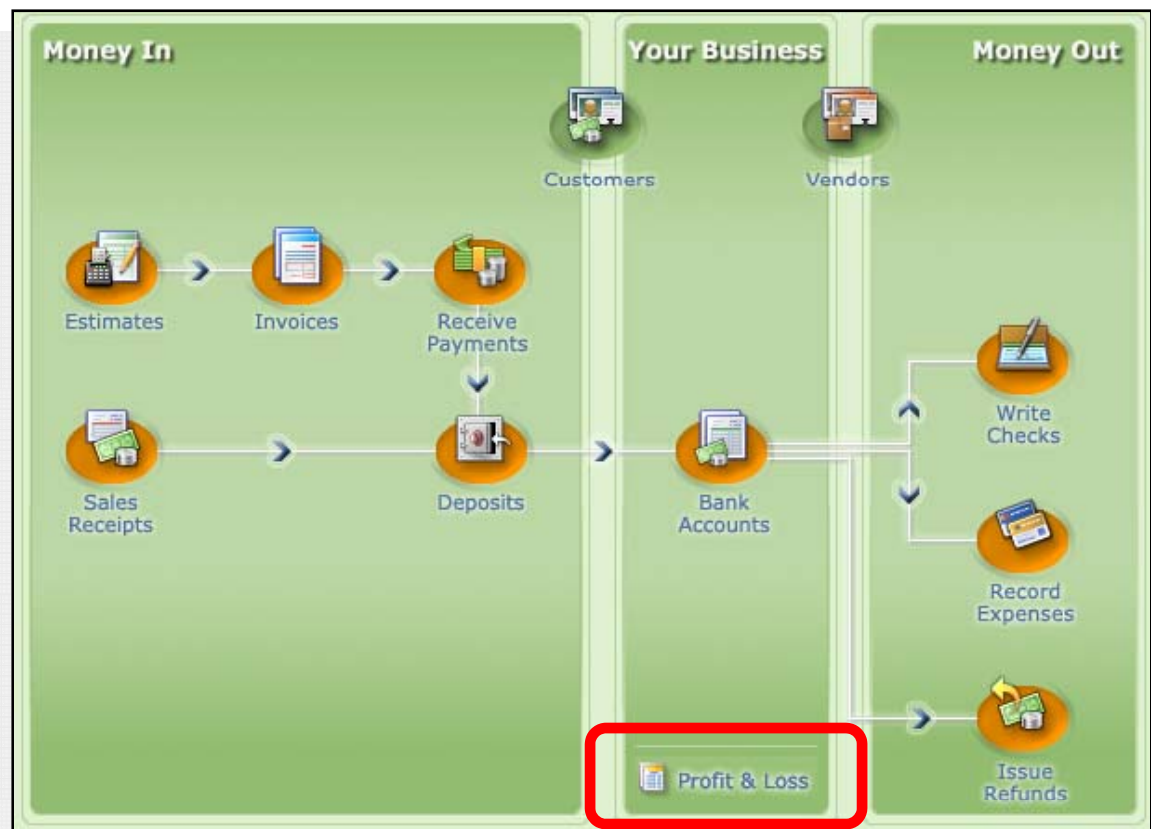 Money In
Your Business
Money Out
Customers
Vendors
Estimates
Invoices
Receive
Payments
Write
Checks
Sales
Receipts
Deposits
Bank
Accounts
Record
Expenses
Profit & Loss
Issue
Refunds